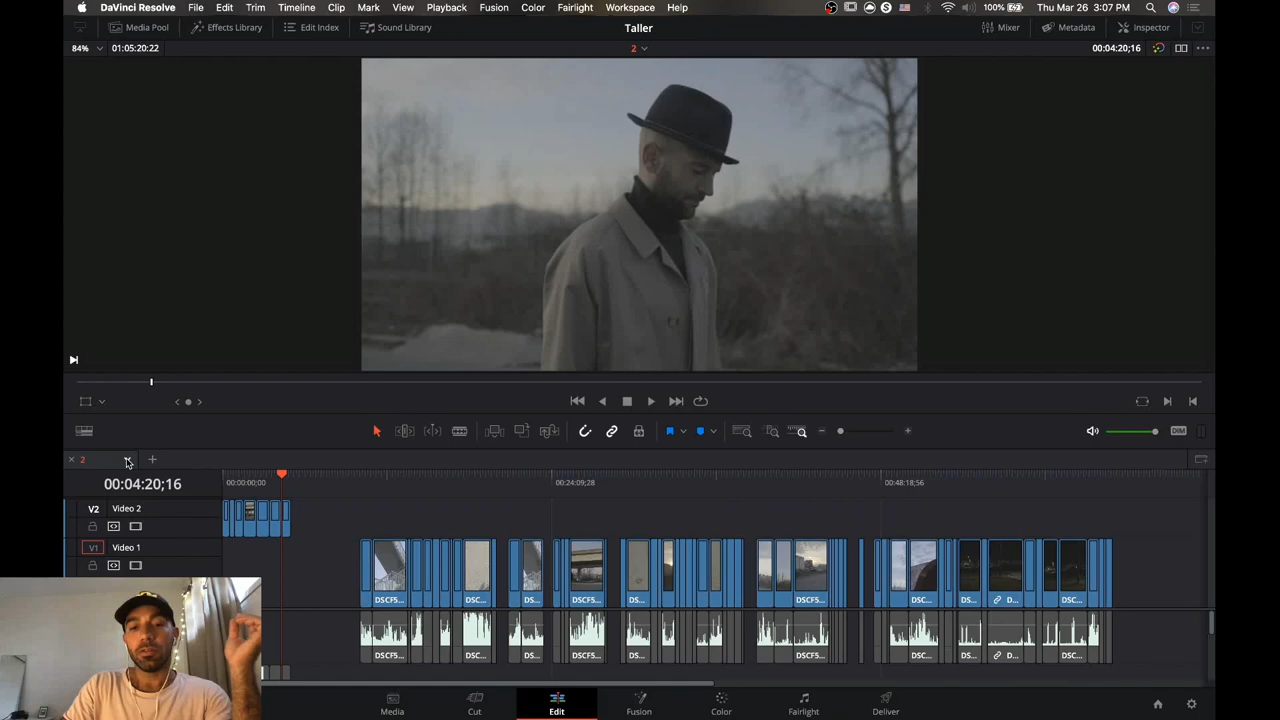 DaVinci Resolve File Edit Trim Timeline Clip Mark View Playback Fusion Color Fairlight Workspace Help 100% Thu Mar 26 3:07 PM
Media Pool Effects Library Edit Index Sound Library Taller Mixer Metadata Inspector
84% 01:05:20:22 2 00:04:20;16
DIM
2
00:04:20;16 00:00:00;00 00:24:09;28 00:48:18;56
V2 Video 2
V1 Video 1
DSCF5... DSC... DS... DSCF5... DS... DSCF5... DSC... DS... D... DSC...
DSCF5... DSC... DS... DSCF5... DS... DSCF5... DSC... DS... D... DSC...
Media Cut Edit Fusion Color Fairlight Deliver